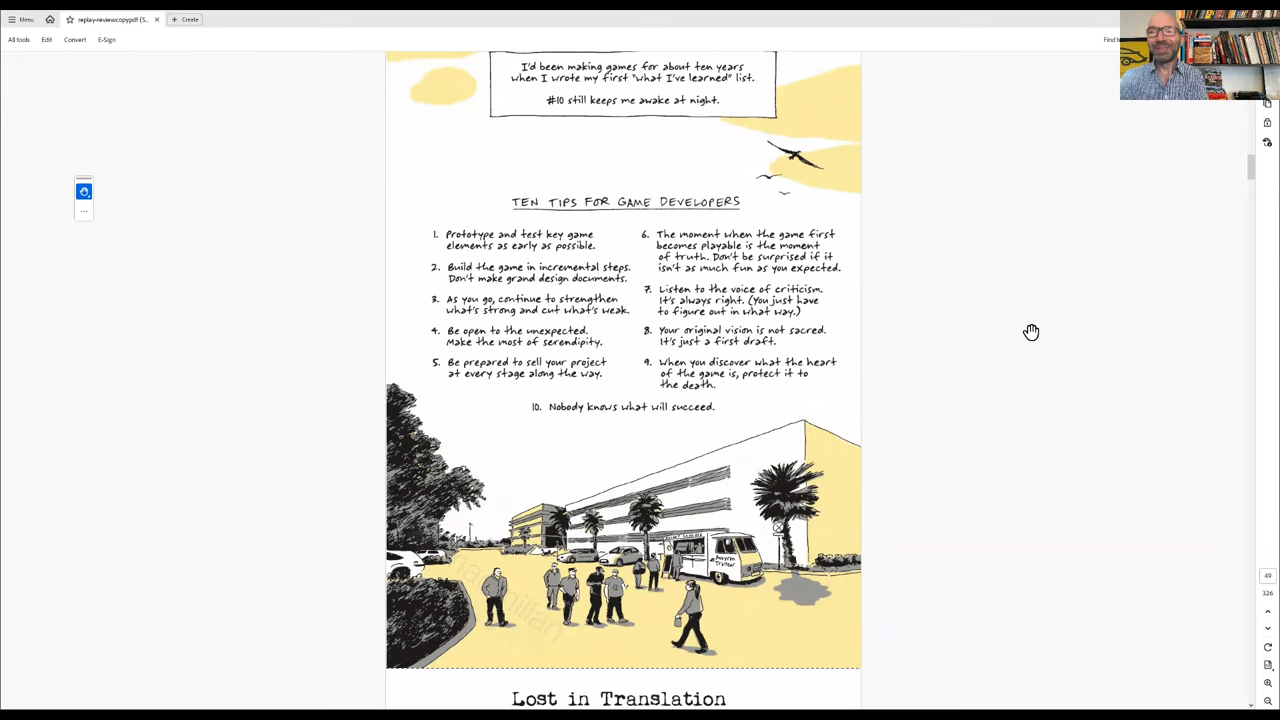 Menu
replay-reviewcopypdf (S...
Create
All tools
Edit
Convert
E-Sign
Find te
I'd been making games for about ten years
when I wrote my first "what I've learned" list.
#10 still keeps me awake at night.
TEN TIPS FOR GAME DEVELOPERS
1. Prototype and test key game
elements as early as possible.
2. Build the game in incremental steps.
Don't make grand design documents.
3. As you go, continue to strengthen
what's strong and cut what's weak.
4. Be open to the unexpected.
Make the most of serendipity.
5. Be prepared to sell your project
at every stage along the way.
6. The moment when the game first
becomes playable is the moment
of truth. Don't be surprised if it
isn't as much fun as you expected.
7. Listen to the voice of criticism.
It's always right. (You just have
to figure out in what way.)
8. Your original vision is not sacred.
It's just a first draft.
9. When you discover what the heart
of the game is, protect it to
the death.
10. Nobody knows what will succeed.
Lost in Translation
49
326